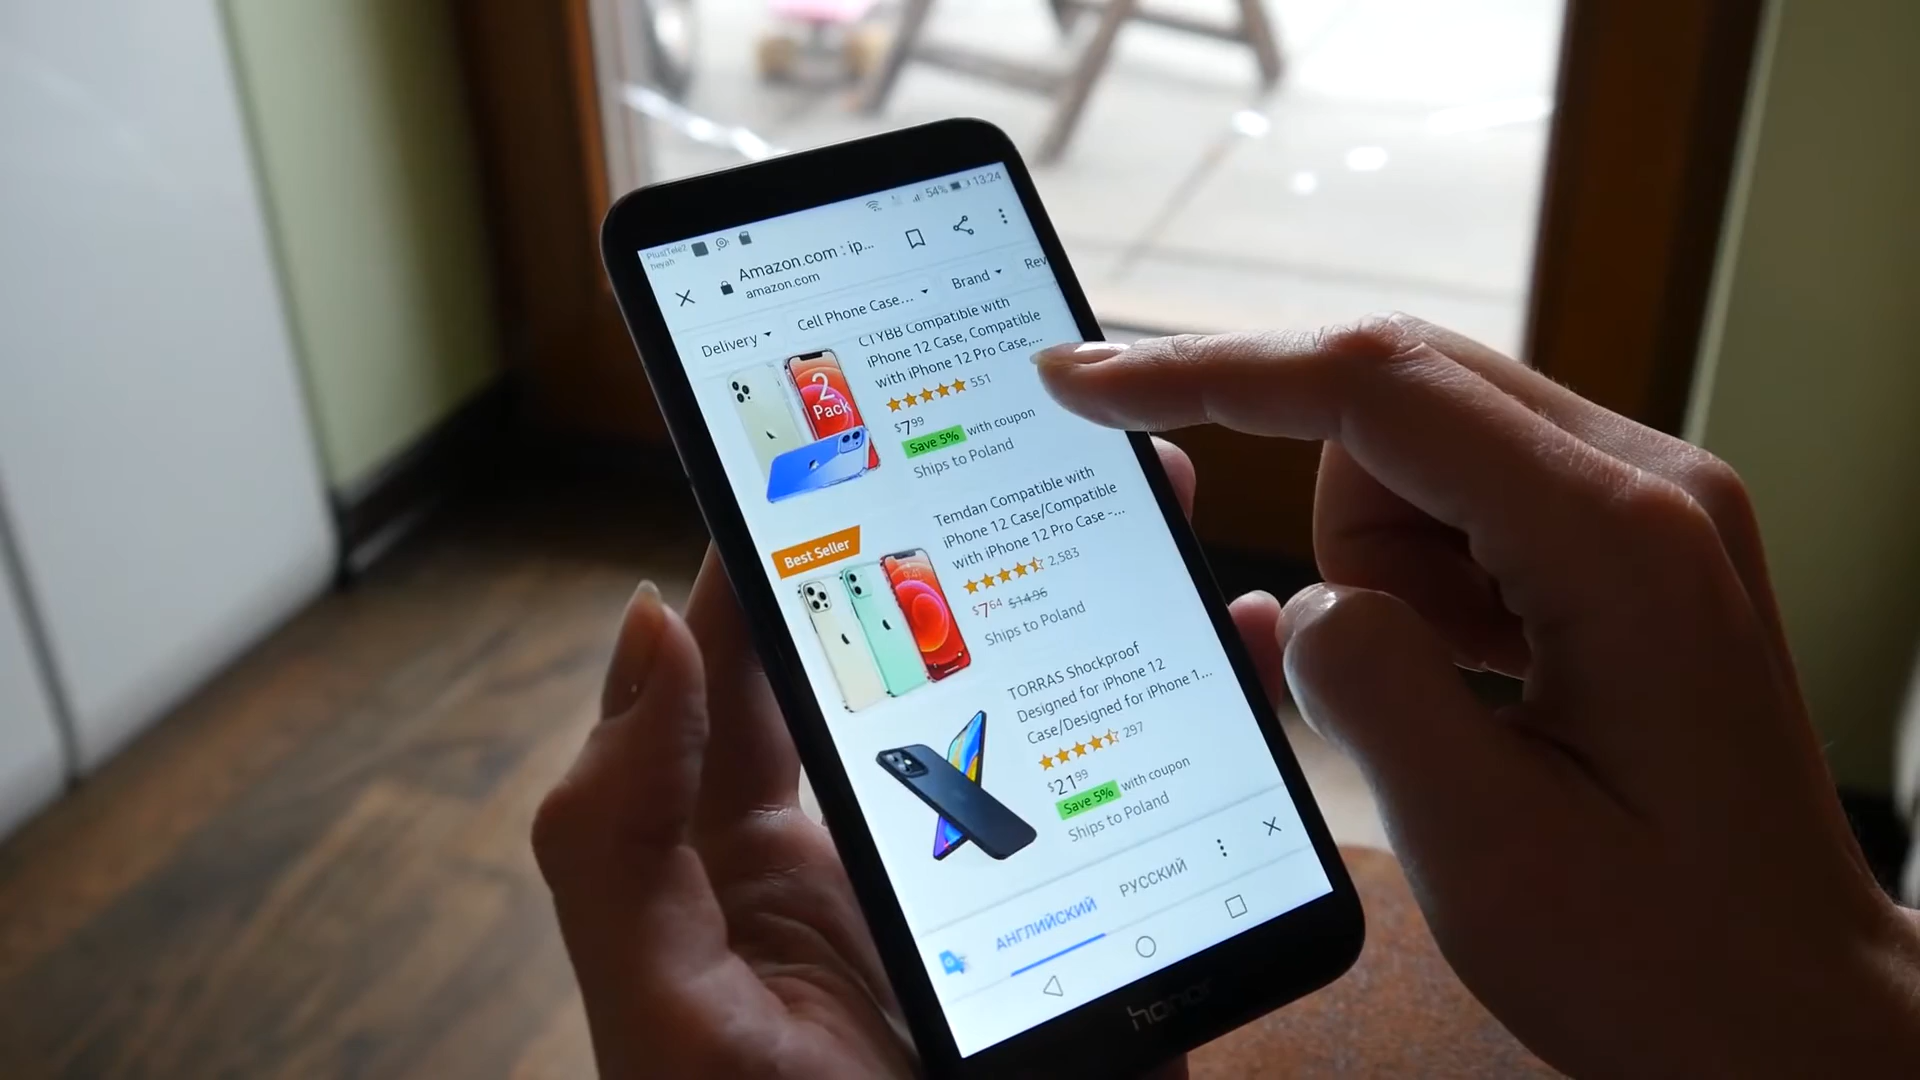 54% 13:24
Amazon.com : ip...
amazon.com
Delivery
Cell Phone Case...
Brand
Rev
CTYBB Compatible with
iPhone 12 Case, Compatible
with iPhone 12 Pro Case,...
551
$7 99
Save 5% with coupon
Ships to Poland
2
Pack
Best Seller
Temdan Compatible with
iPhone 12 Case/Compatible
with iPhone 12 Pro Case -...
2,583
$7 64 $14.96
Ships to Poland
TORRAS Shockproof
Designed for iPhone 12
Case/Designed for iPhone 1...
297
$21 99
Save 5% with coupon
Ships to Poland
АНГЛИЙСКИЙ
РУССКИЙ
honor